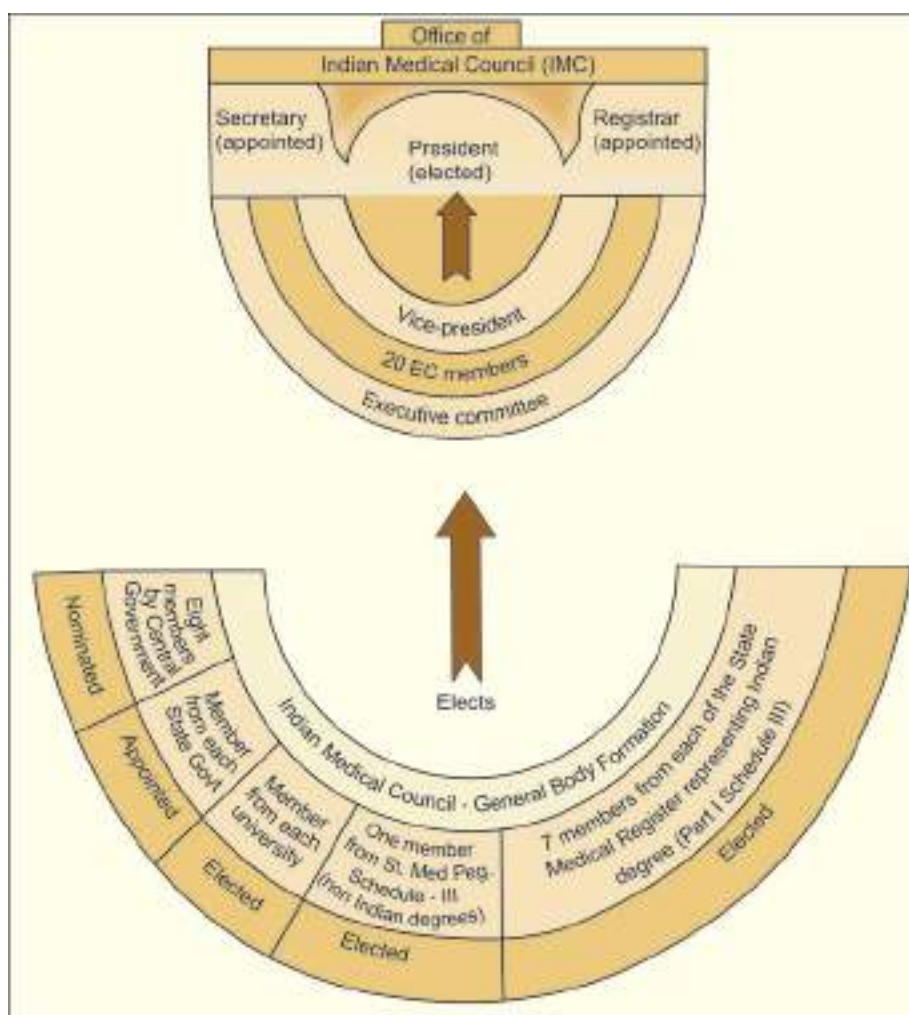 Office of
Indian Medical Council (IMC)
Secretary
(appointed)
President
(elected)
Registrar
(appointed)
Vice-president
20 EC members
Executive committee
Elects
Indian Medical Council - General Body Formation
Eight
members
by Central
Government
Nominated
Member
from each
State Govt
Appointed
Member
from each
university
Elected
One member
from St. Med Peg-
Schedule - III
(non Indian degrees)
Elected
7 members from each of the State
Medical Register representing Indian
degree (Part I Schedule III)
Elected